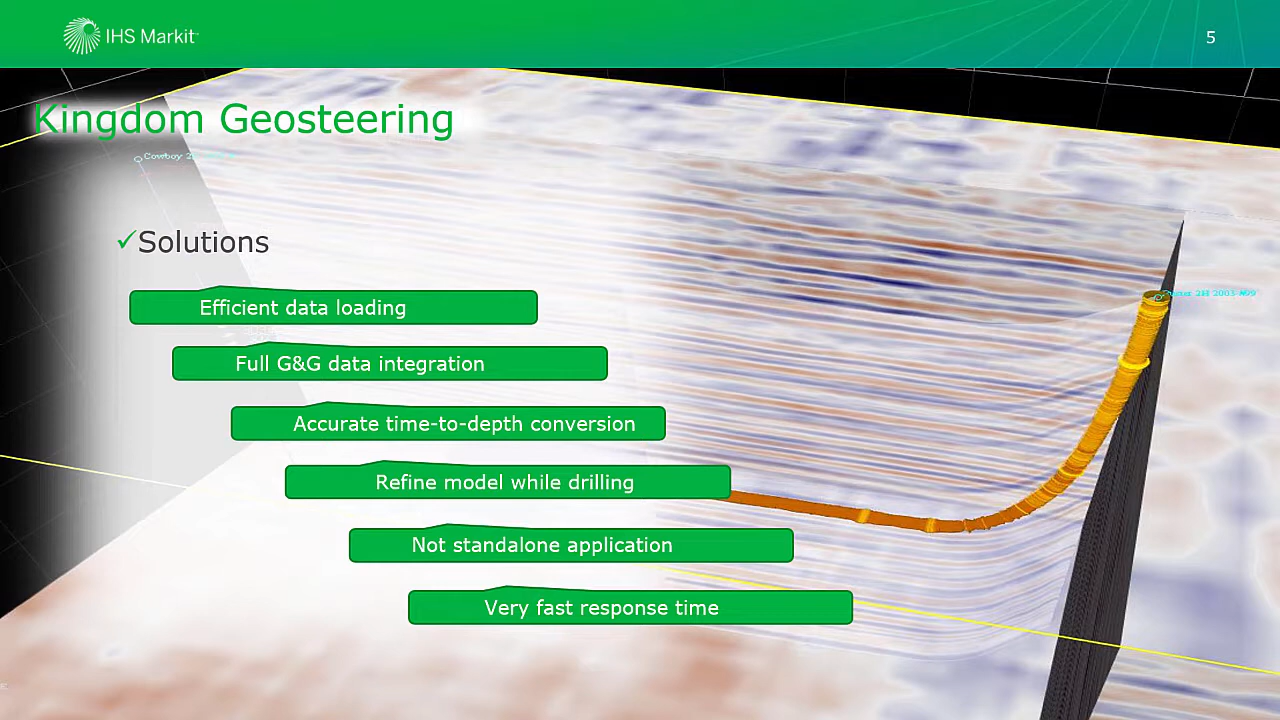 IHS Markit
5
Kingdom Geosteering
✓Solutions
Efficient data loading
Full G&G data integration
Accurate time-to-depth conversion
Refine model while drilling
Not standalone application
Very fast response time